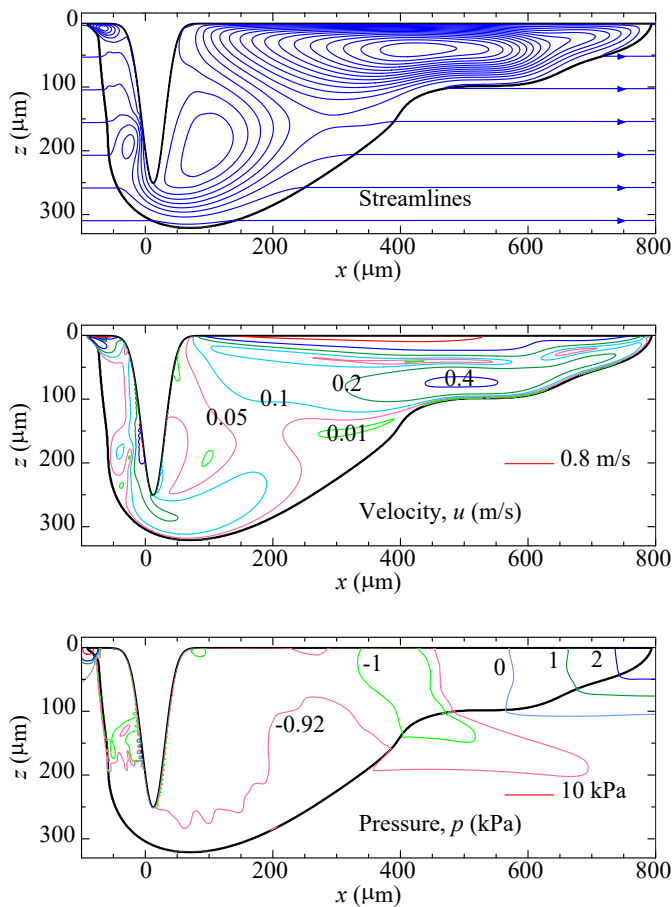 0
100
200
300
z (μm)
Streamlines
0 200 400 600 800
x (μm)
0
100
200
300
z (μm)
0.4
0.2
0.1
0.05
0.01
0.8 m/s
Velocity, u (m/s)
0 200 400 600 800
x (μm)
0
100
200
300
z (μm)
-1 0 1 2
-0.92
10 kPa
Pressure, p (kPa)
0 200 400 600 800
x (μm)